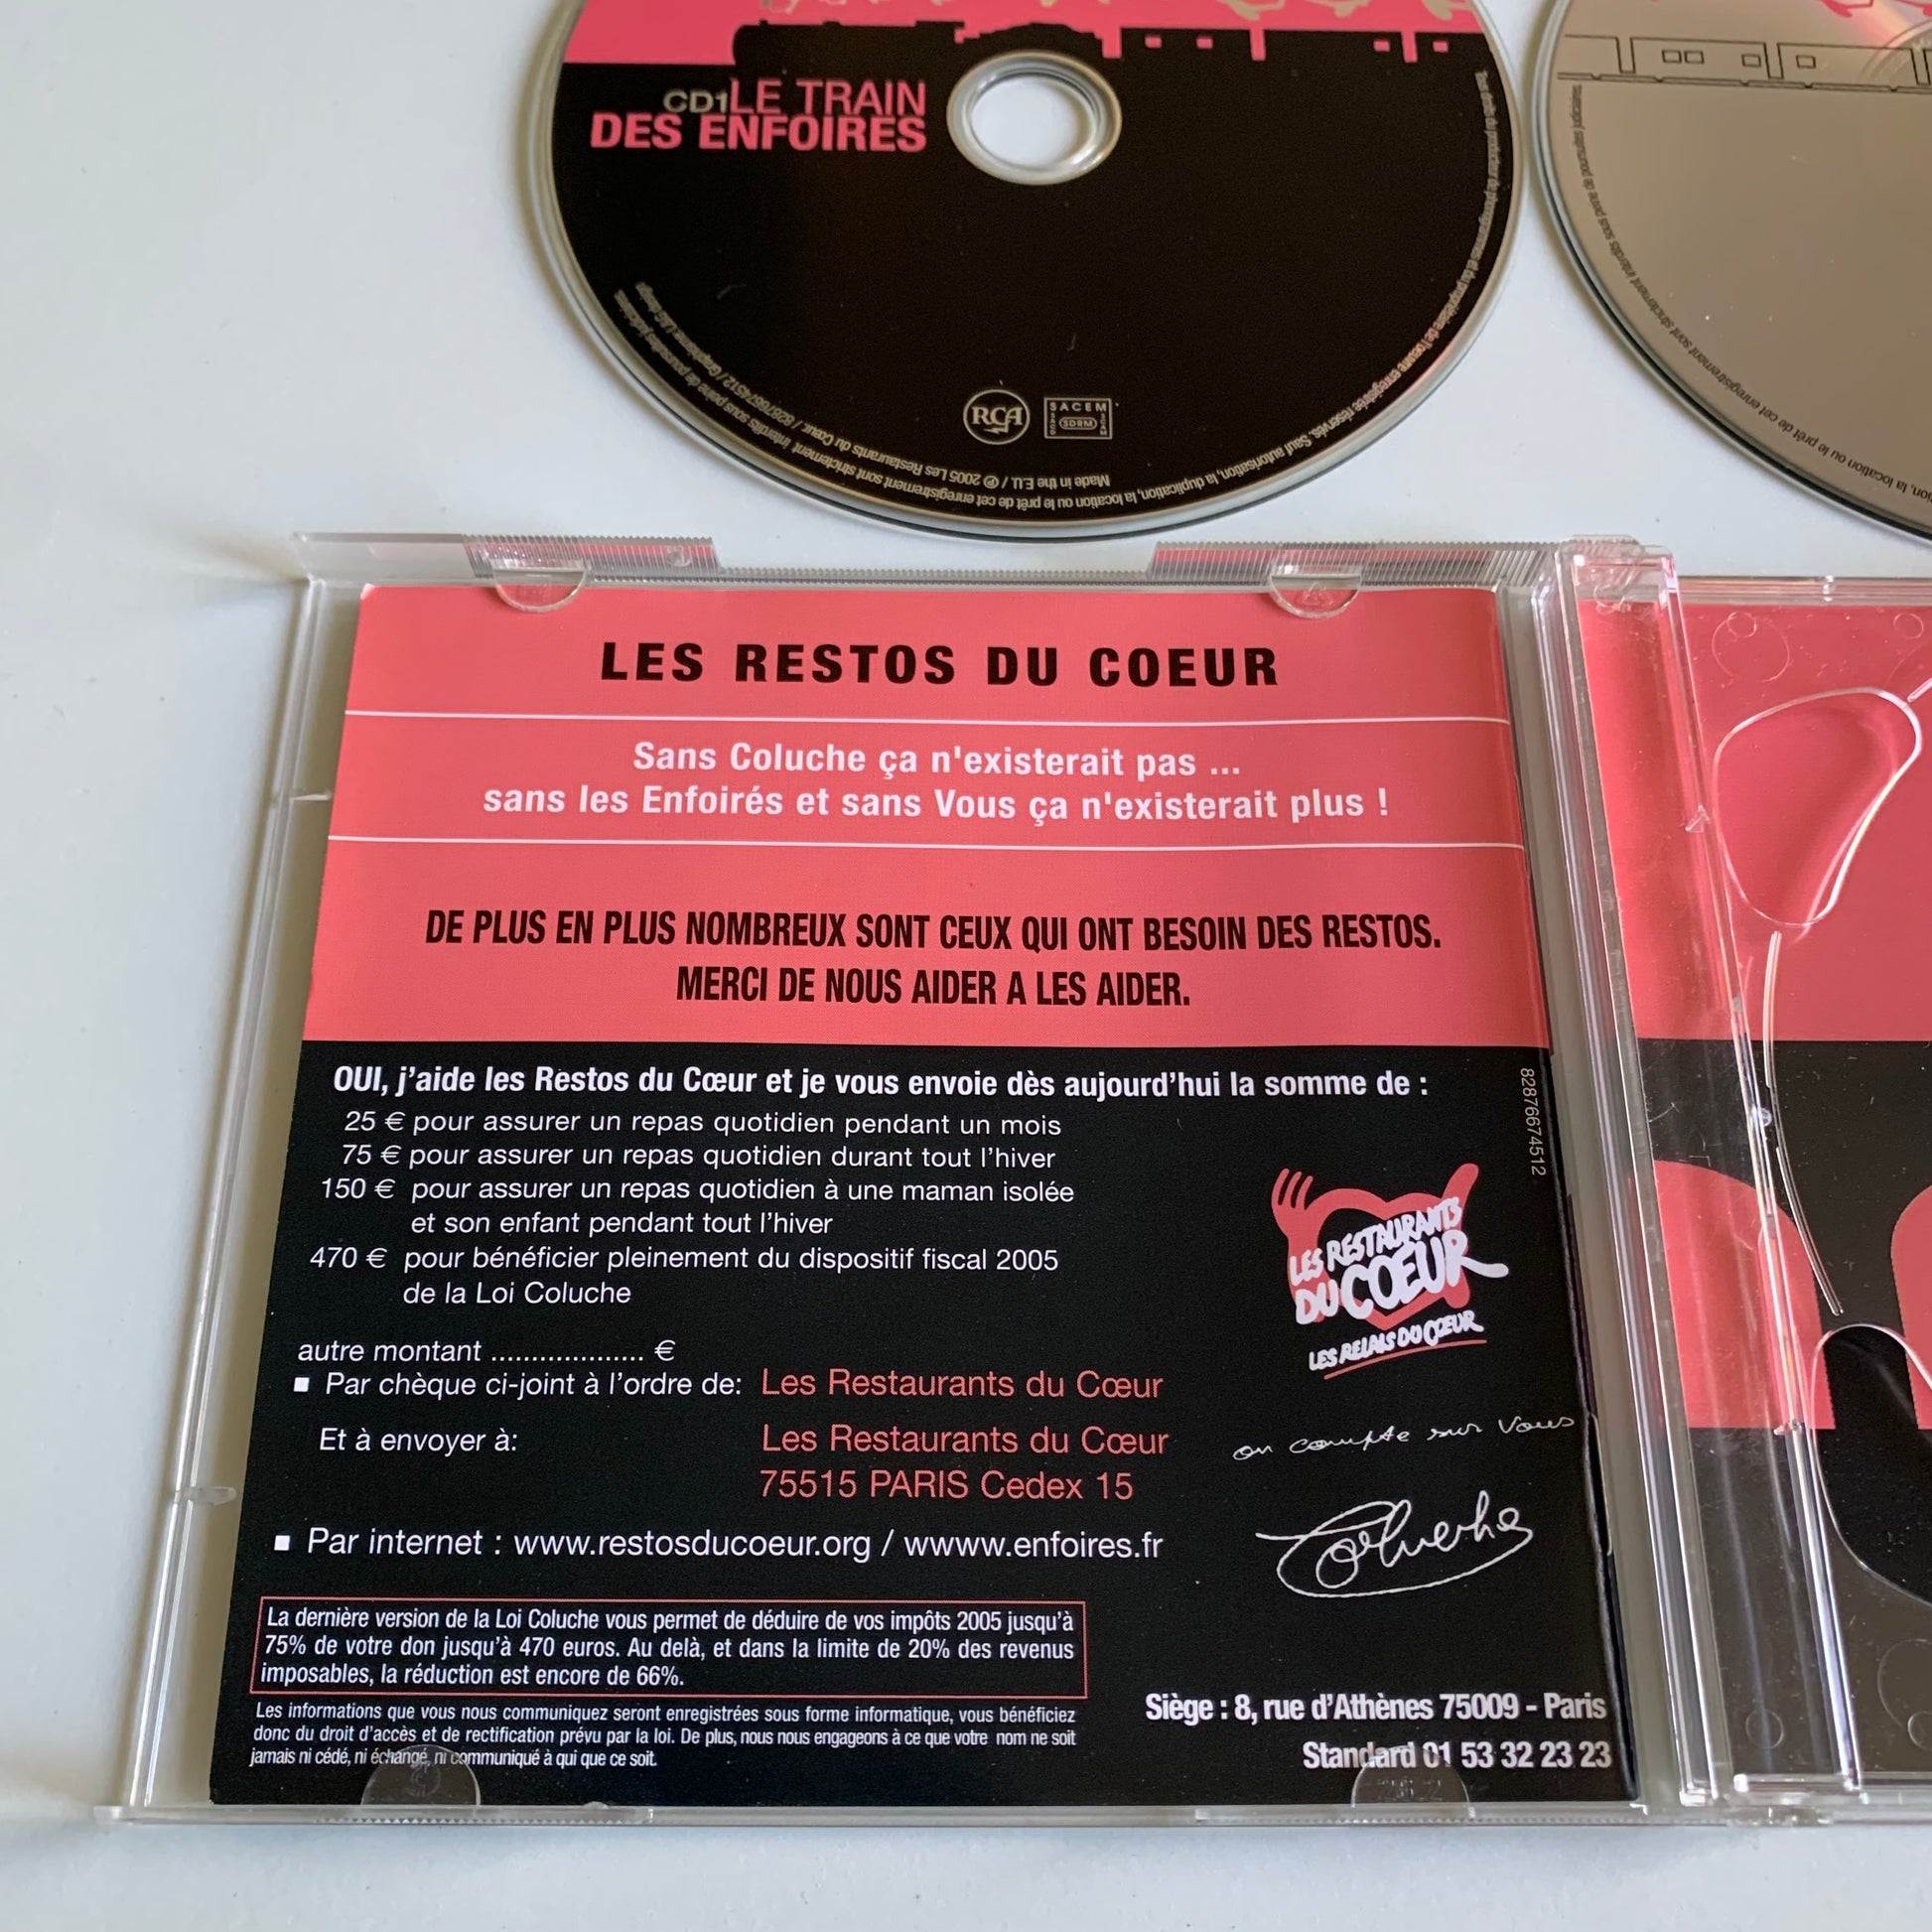 CD1 LE TRAIN
DES ENFOIRES
RCA
SACEM
SDRM
Made in the E.U. / ℗ 2005 Les Restaurants du Cœur. / 82876674512 /
LES RESTOS DU COEUR
Sans Coluche ça n'existerait pas ...
sans les Enfoirés et sans Vous ça n'existerait plus !
DE PLUS EN PLUS NOMBREUX SONT CEUX QUI ONT BESOIN DES RESTOS.
MERCI DE NOUS AIDER A LES AIDER.
OUI, j'aide les Restos du Cœur et je vous envoie dès aujourd'hui la somme de :
25 € pour assurer un repas quotidien pendant un mois
75 € pour assurer un repas quotidien durant tout l'hiver
150 € pour assurer un repas quotidien à une maman isolée
et son enfant pendant tout l'hiver
470 € pour bénéficier pleinement du dispositif fiscal 2005
de la Loi Coluche
autre montant ................... €
▪ Par chèque ci-joint à l'ordre de: Les Restaurants du Cœur
Et à envoyer à: Les Restaurants du Cœur
75515 PARIS Cedex 15
▪ Par internet : www.restosducoeur.org / wwww.enfoires.fr
La dernière version de la Loi Coluche vous permet de déduire de vos impôts 2005 jusqu'à
75% de votre don jusqu'à 470 euros. Au delà, et dans la limite de 20% des revenus
imposables, la réduction est encore de 66%.
Les informations que vous nous communiquez seront enregistrées sous forme informatique, vous bénéficiez
donc du droit d'accès et de rectification prévu par la loi. De plus, nous nous engageons à ce que votre nom ne soit
jamais ni cédé, ni échangé, ni communiqué à qui que ce soit.
82876674512
LES RESTAURANTS
DU CŒUR
LES RELAIS DU CŒUR
on compte sur vous
Coluche
Siège : 8, rue d'Athènes 75009 - Paris
Standard 01 53 32 23 23